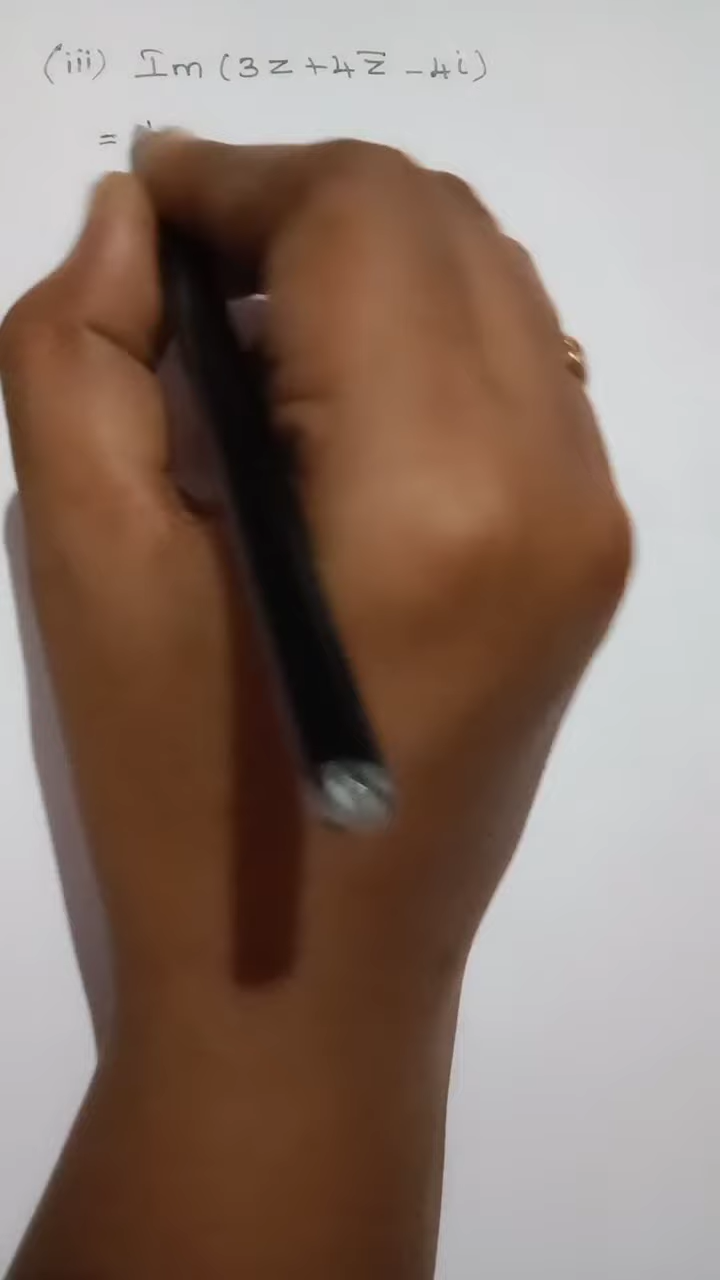 (iii) Im (3z + 4z̅ - 4i)
=